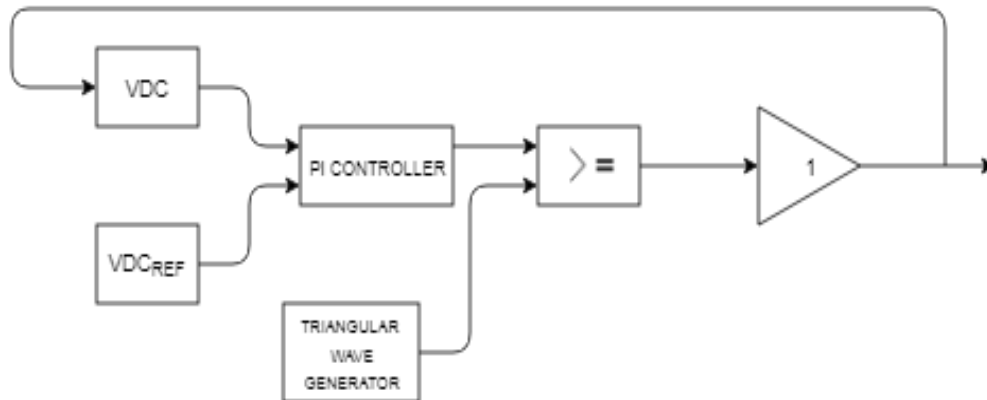 VDC
PI CONTROLLER
>=
1
VDCREF
TRIANGULAR
WAVE
GENERATOR